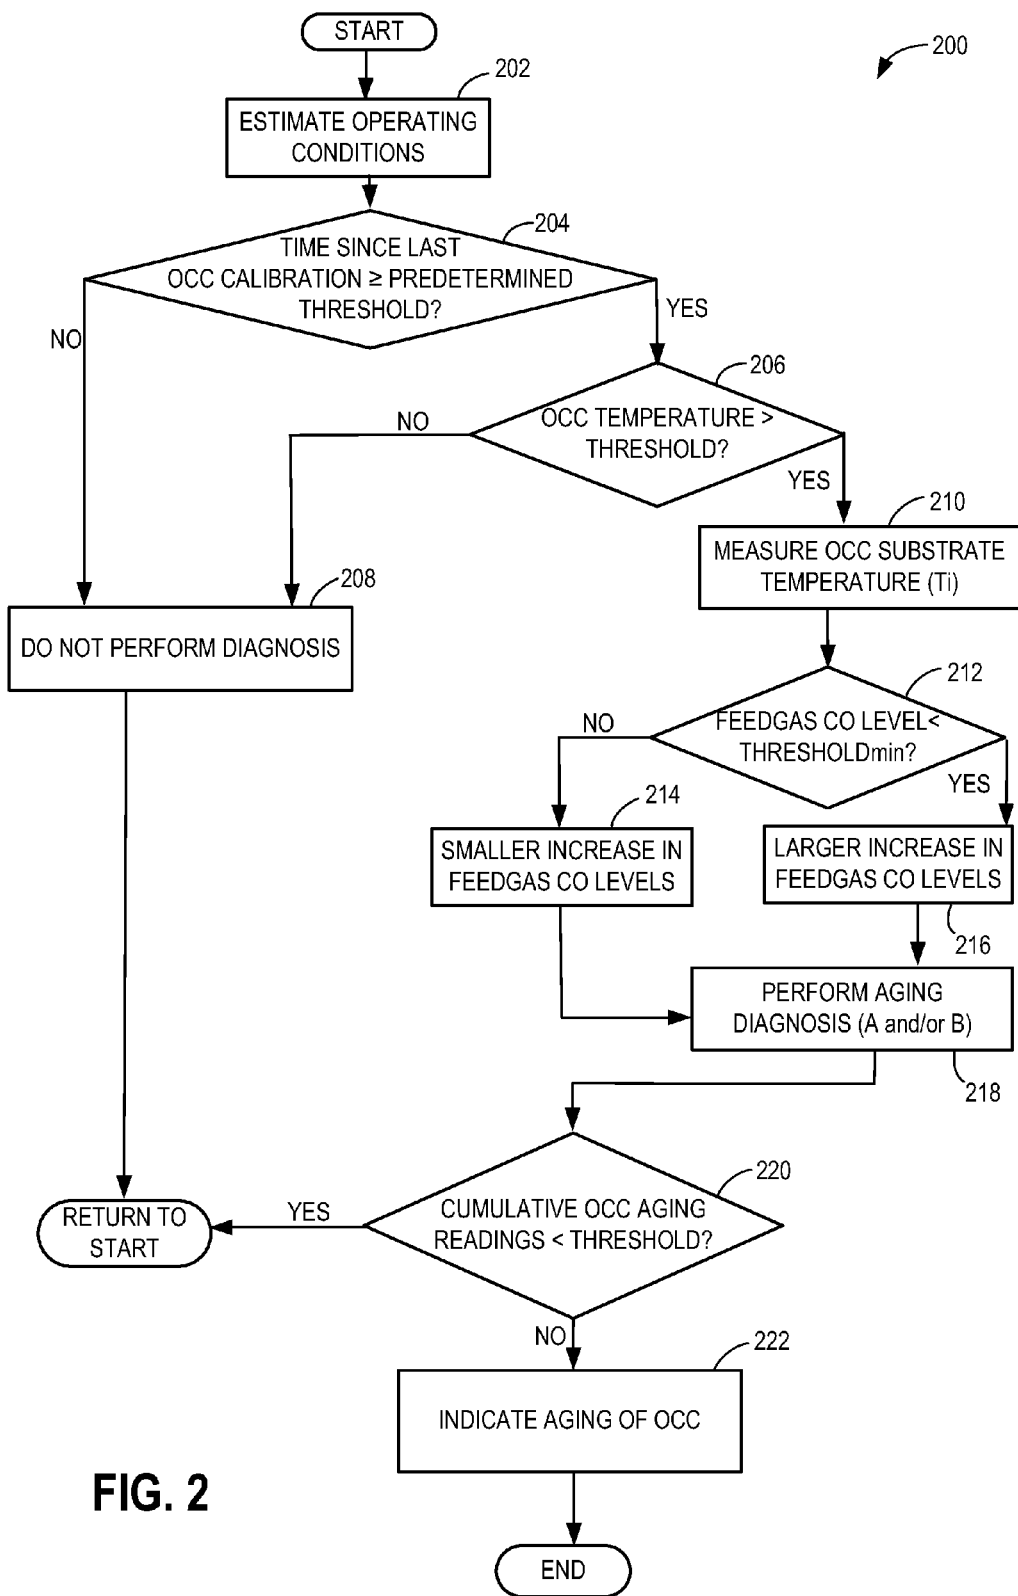 START
200
202
ESTIMATE OPERATING
CONDITIONS
204
TIME SINCE LAST
OCC CALIBRATION ≥ PREDETERMINED
THRESHOLD?
NO
YES
206
OCC TEMPERATURE >
THRESHOLD?
NO
YES
210
MEASURE OCC SUBSTRATE
TEMPERATURE (Ti)
208
DO NOT PERFORM DIAGNOSIS
212
FEEDGAS CO LEVEL<
THRESHOLDmin?
NO
YES
214
SMALLER INCREASE IN
FEEDGAS CO LEVELS
LARGER INCREASE IN
FEEDGAS CO LEVELS
216
PERFORM AGING
DIAGNOSIS (A and/or B)
218
220
CUMULATIVE OCC AGING
READINGS < THRESHOLD?
YES
RETURN TO
START
NO
222
INDICATE AGING OF OCC
FIG. 2
END